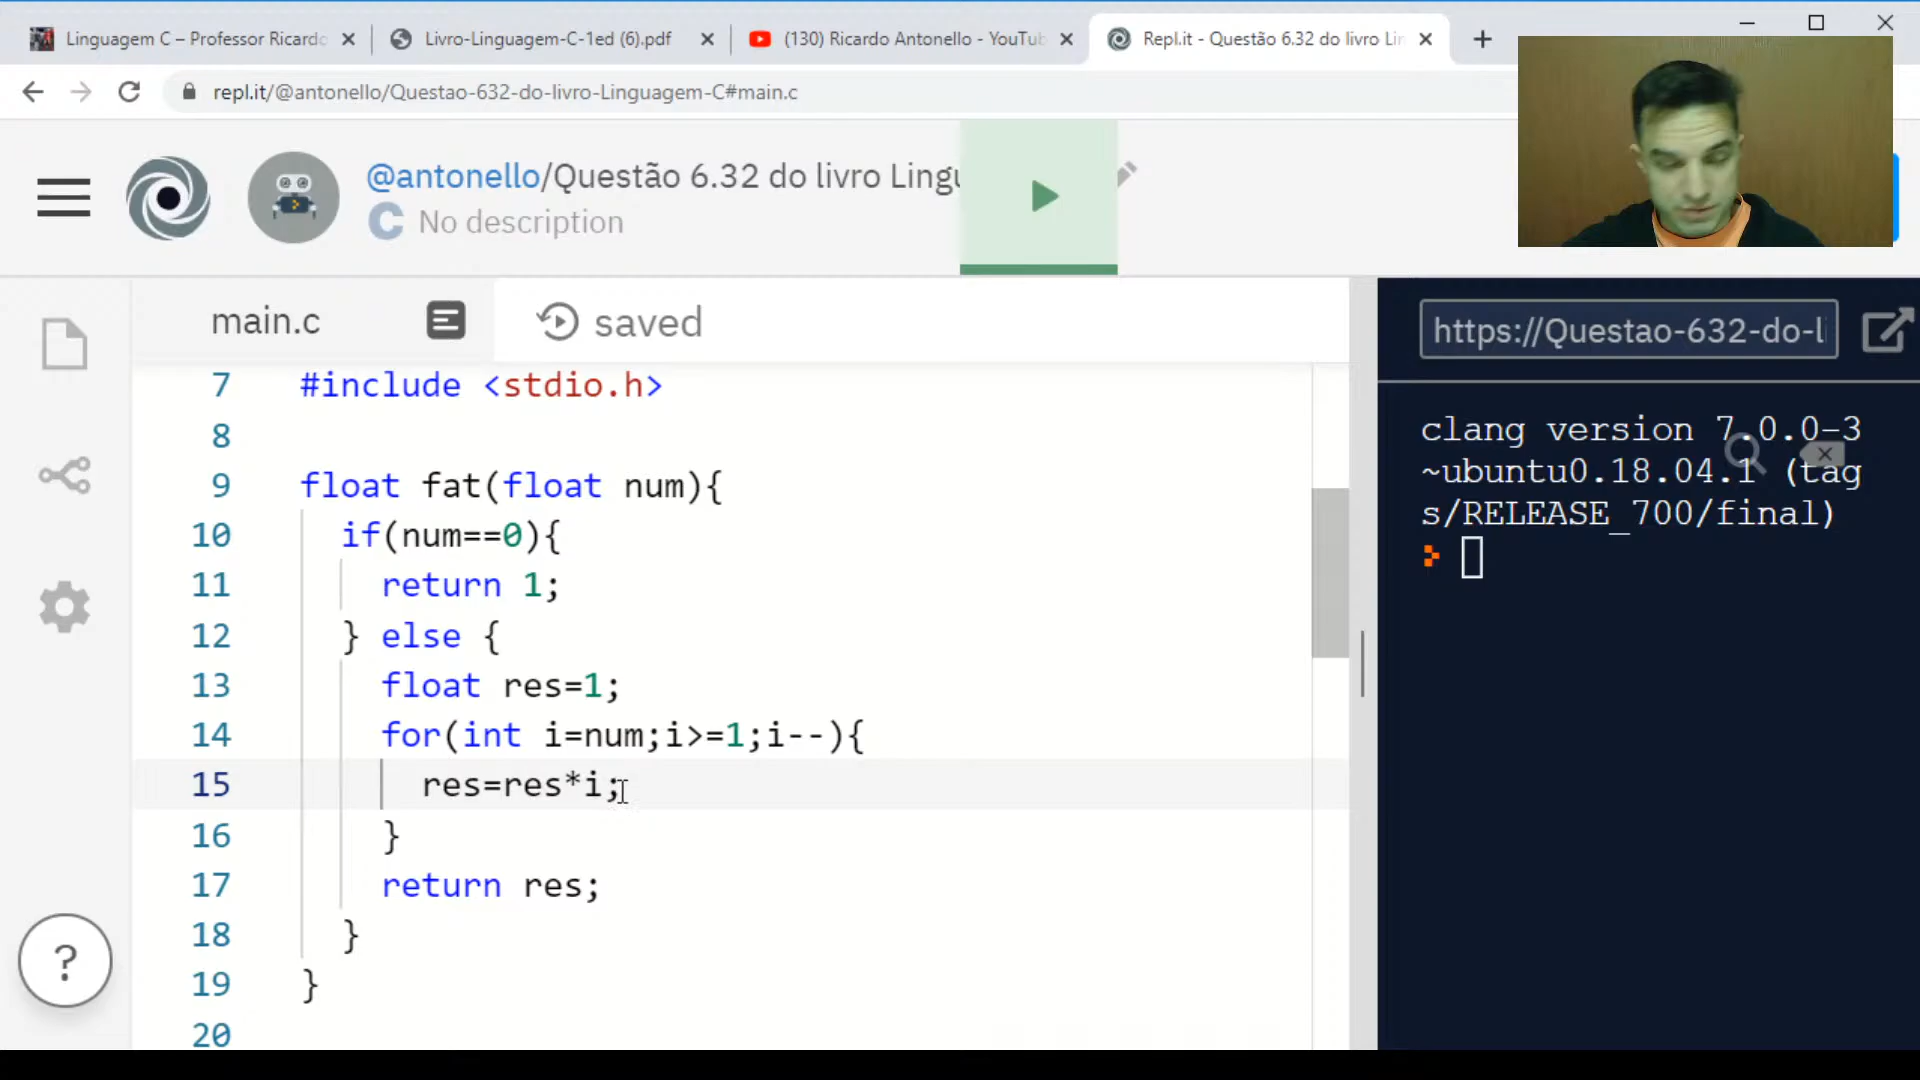 Linguagem C – Professor Ricardo
Livro-Linguagem-C-1ed (6).pdf
(130) Ricardo Antonello - YouTu
Repl.it - Questão 6.32 do livro Li
repl.it/@antonello/Questao-632-do-livro-Linguagem-C#main.c
@antonello/Questão 6.32 do livro Lingu
C No description
main.c
saved
https://Questao-632-do-l
7 #include <stdio.h>
8
9 float fat(float num){
10 if(num==0){
11 return 1;
12 } else {
13 float res=1;
14 for(int i=num;i>=1;i--){
15 res=res*i;
16 }
17 return res;
18 }
19 }
20
clang version 7.0.0-3
~ubuntu0.18.04.1 (tag
s/RELEASE_700/final)
?